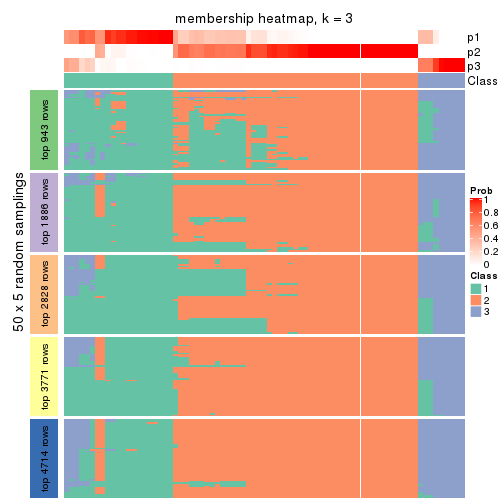 membership heatmap, k = 3
p1
p2
p3
Class
50 x 5 random samplings
top 943 rows
top 1886 rows
top 2828 rows
top 3771 rows
top 4714 rows
Prob
1
0.8
0.6
0.4
0.2
0
Class
1
2
3